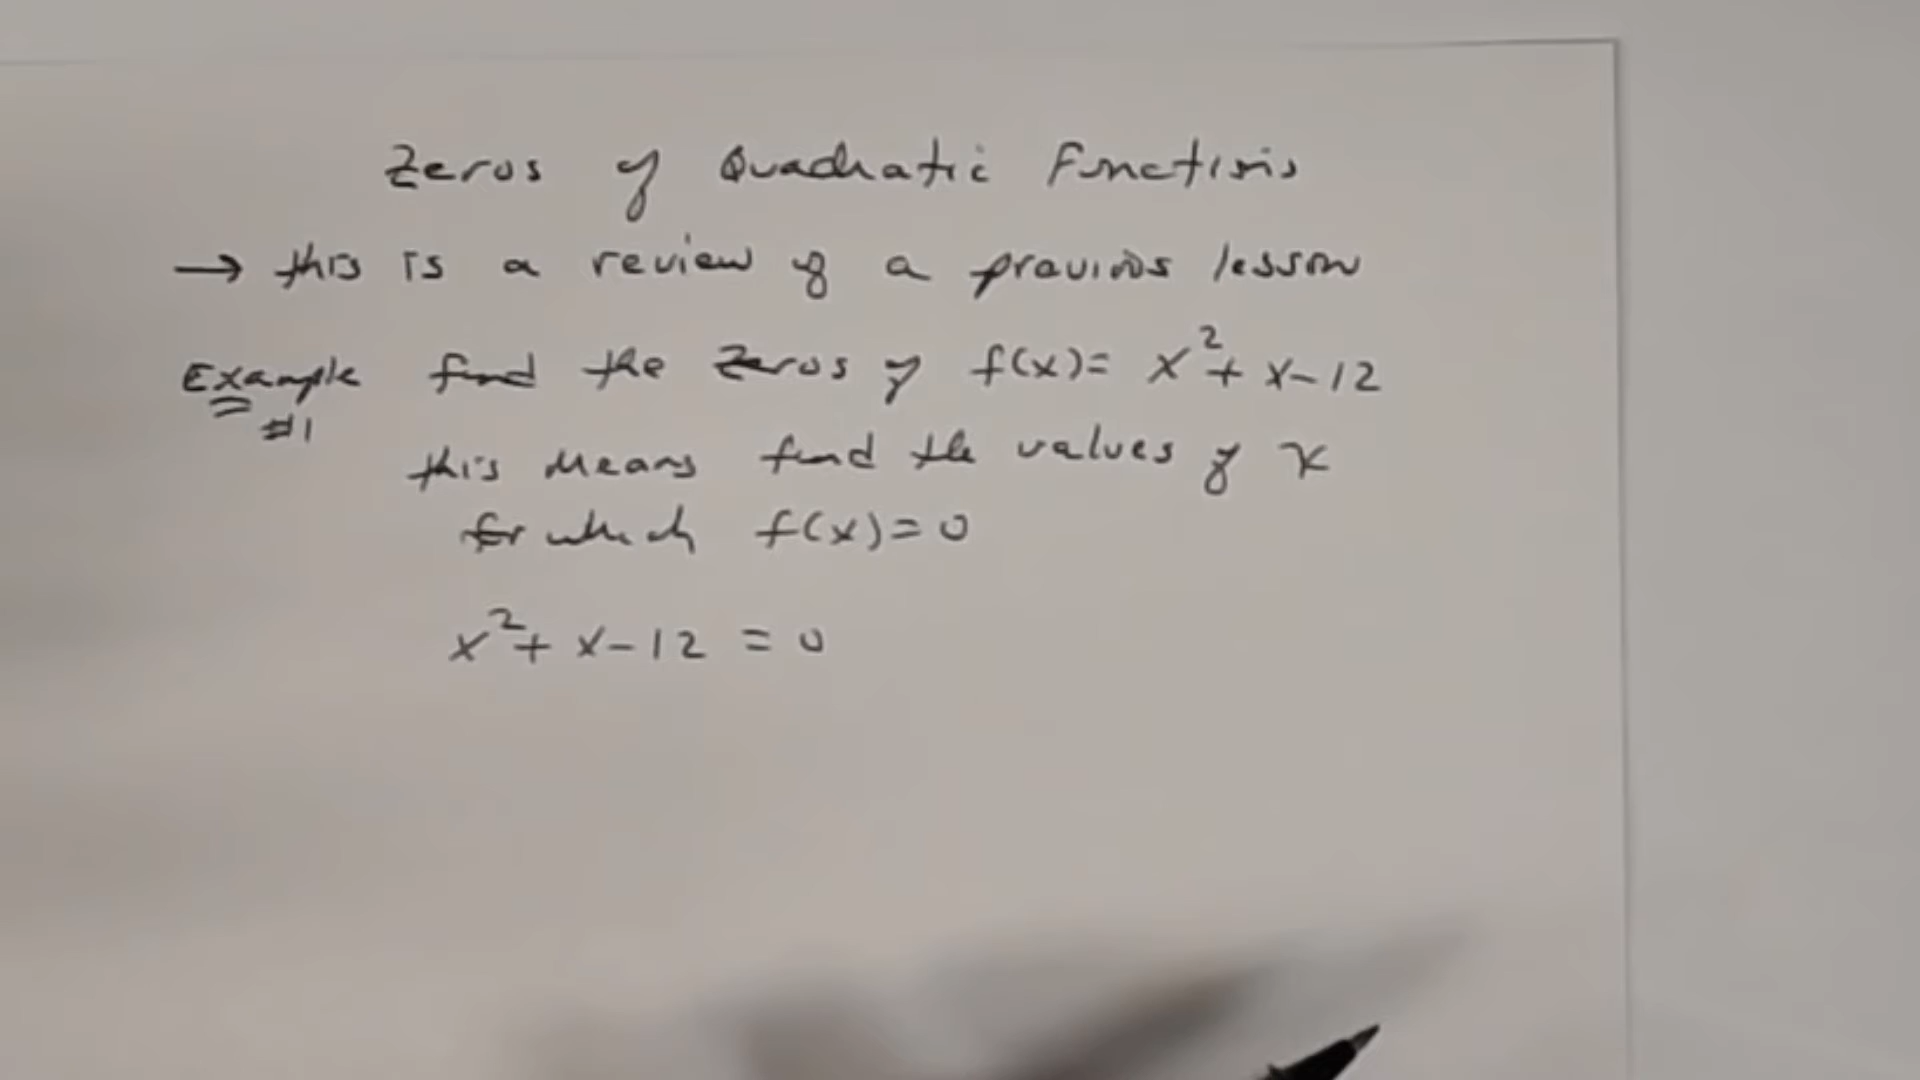 Zeros of Quadratic Functions
→ this is a review of a previous lesson
Example find the zeros of f(x)= x²+ x-12
#1
this means find the values of x
for which f(x)=0
x²+ x-12 = 0